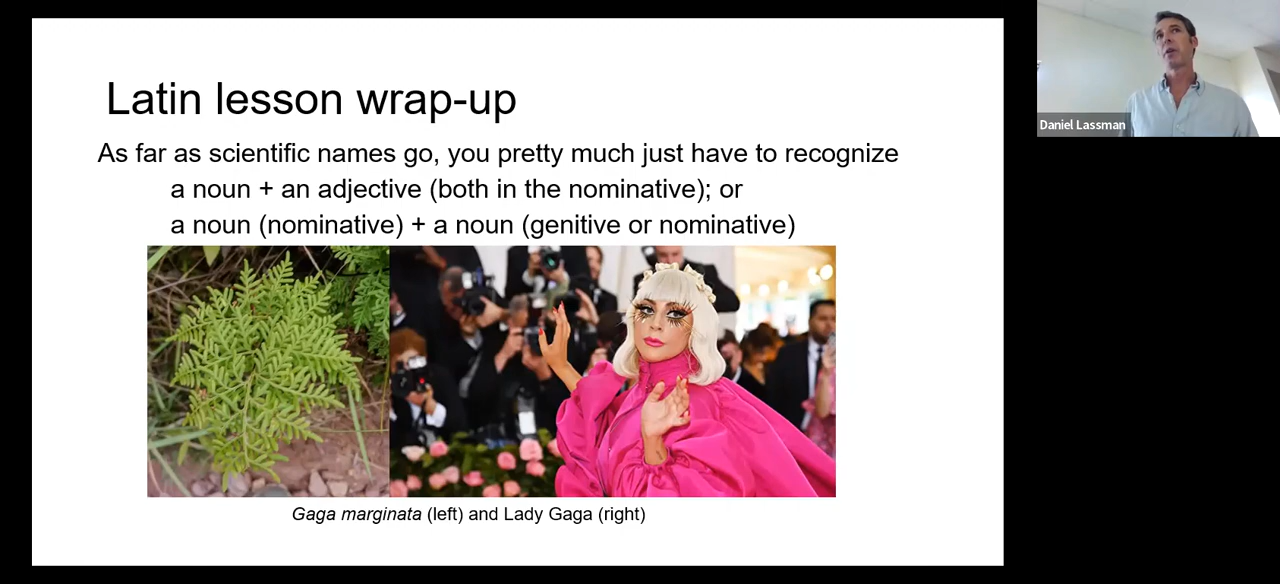 Latin lesson wrap-up
As far as scientific names go, you pretty much just have to recognize
a noun + an adjective (both in the nominative); or
a noun (nominative) + a noun (genitive or nominative)
Gaga marginata (left) and Lady Gaga (right)
Daniel Lassman